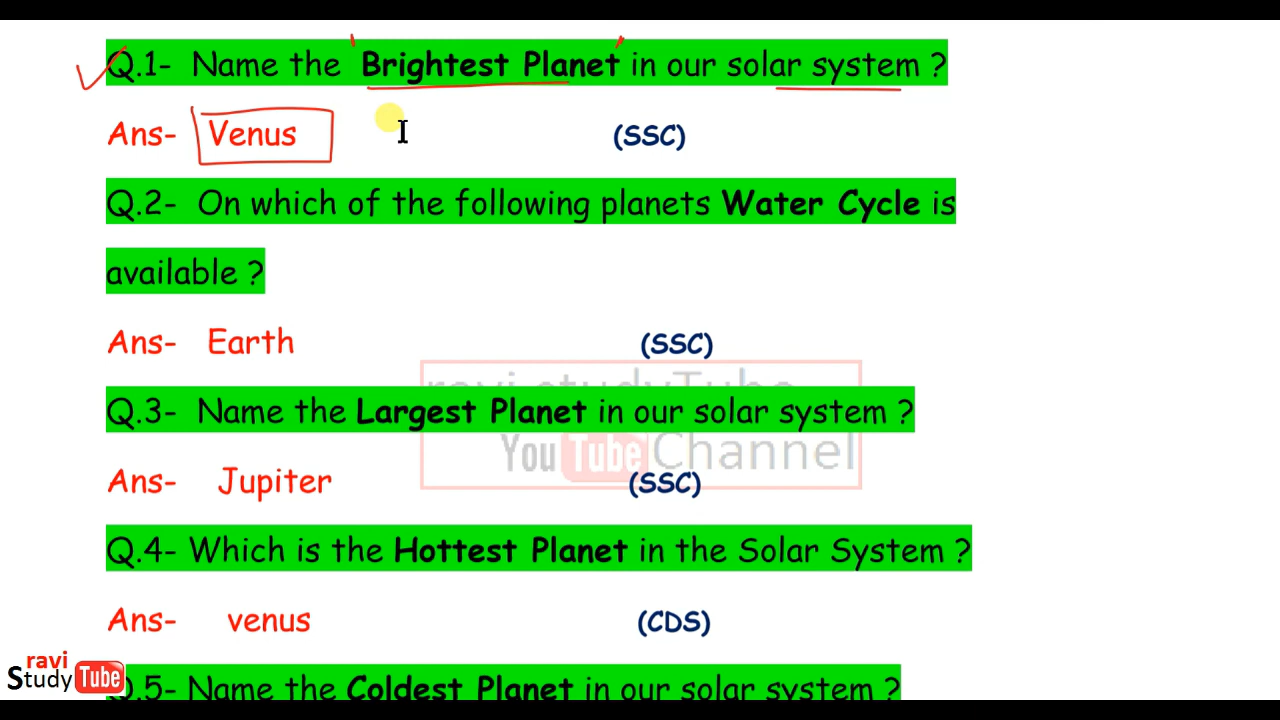 Q.1- Name the 'Brightest Planet' in our solar system ?
Ans- Venus (SSC)
Q.2- On which of the following planets Water Cycle is
available ?
Ans- Earth (SSC)
ravi studyTube
Q.3- Name the Largest Planet in our solar system ?
YouTube Channel
Ans- Jupiter (SSC)
Q.4- Which is the Hottest Planet in the Solar System ?
Ans- venus (CDS)
ravi
Study Tube
Q.5- Name the Coldest Planet in our solar system ?